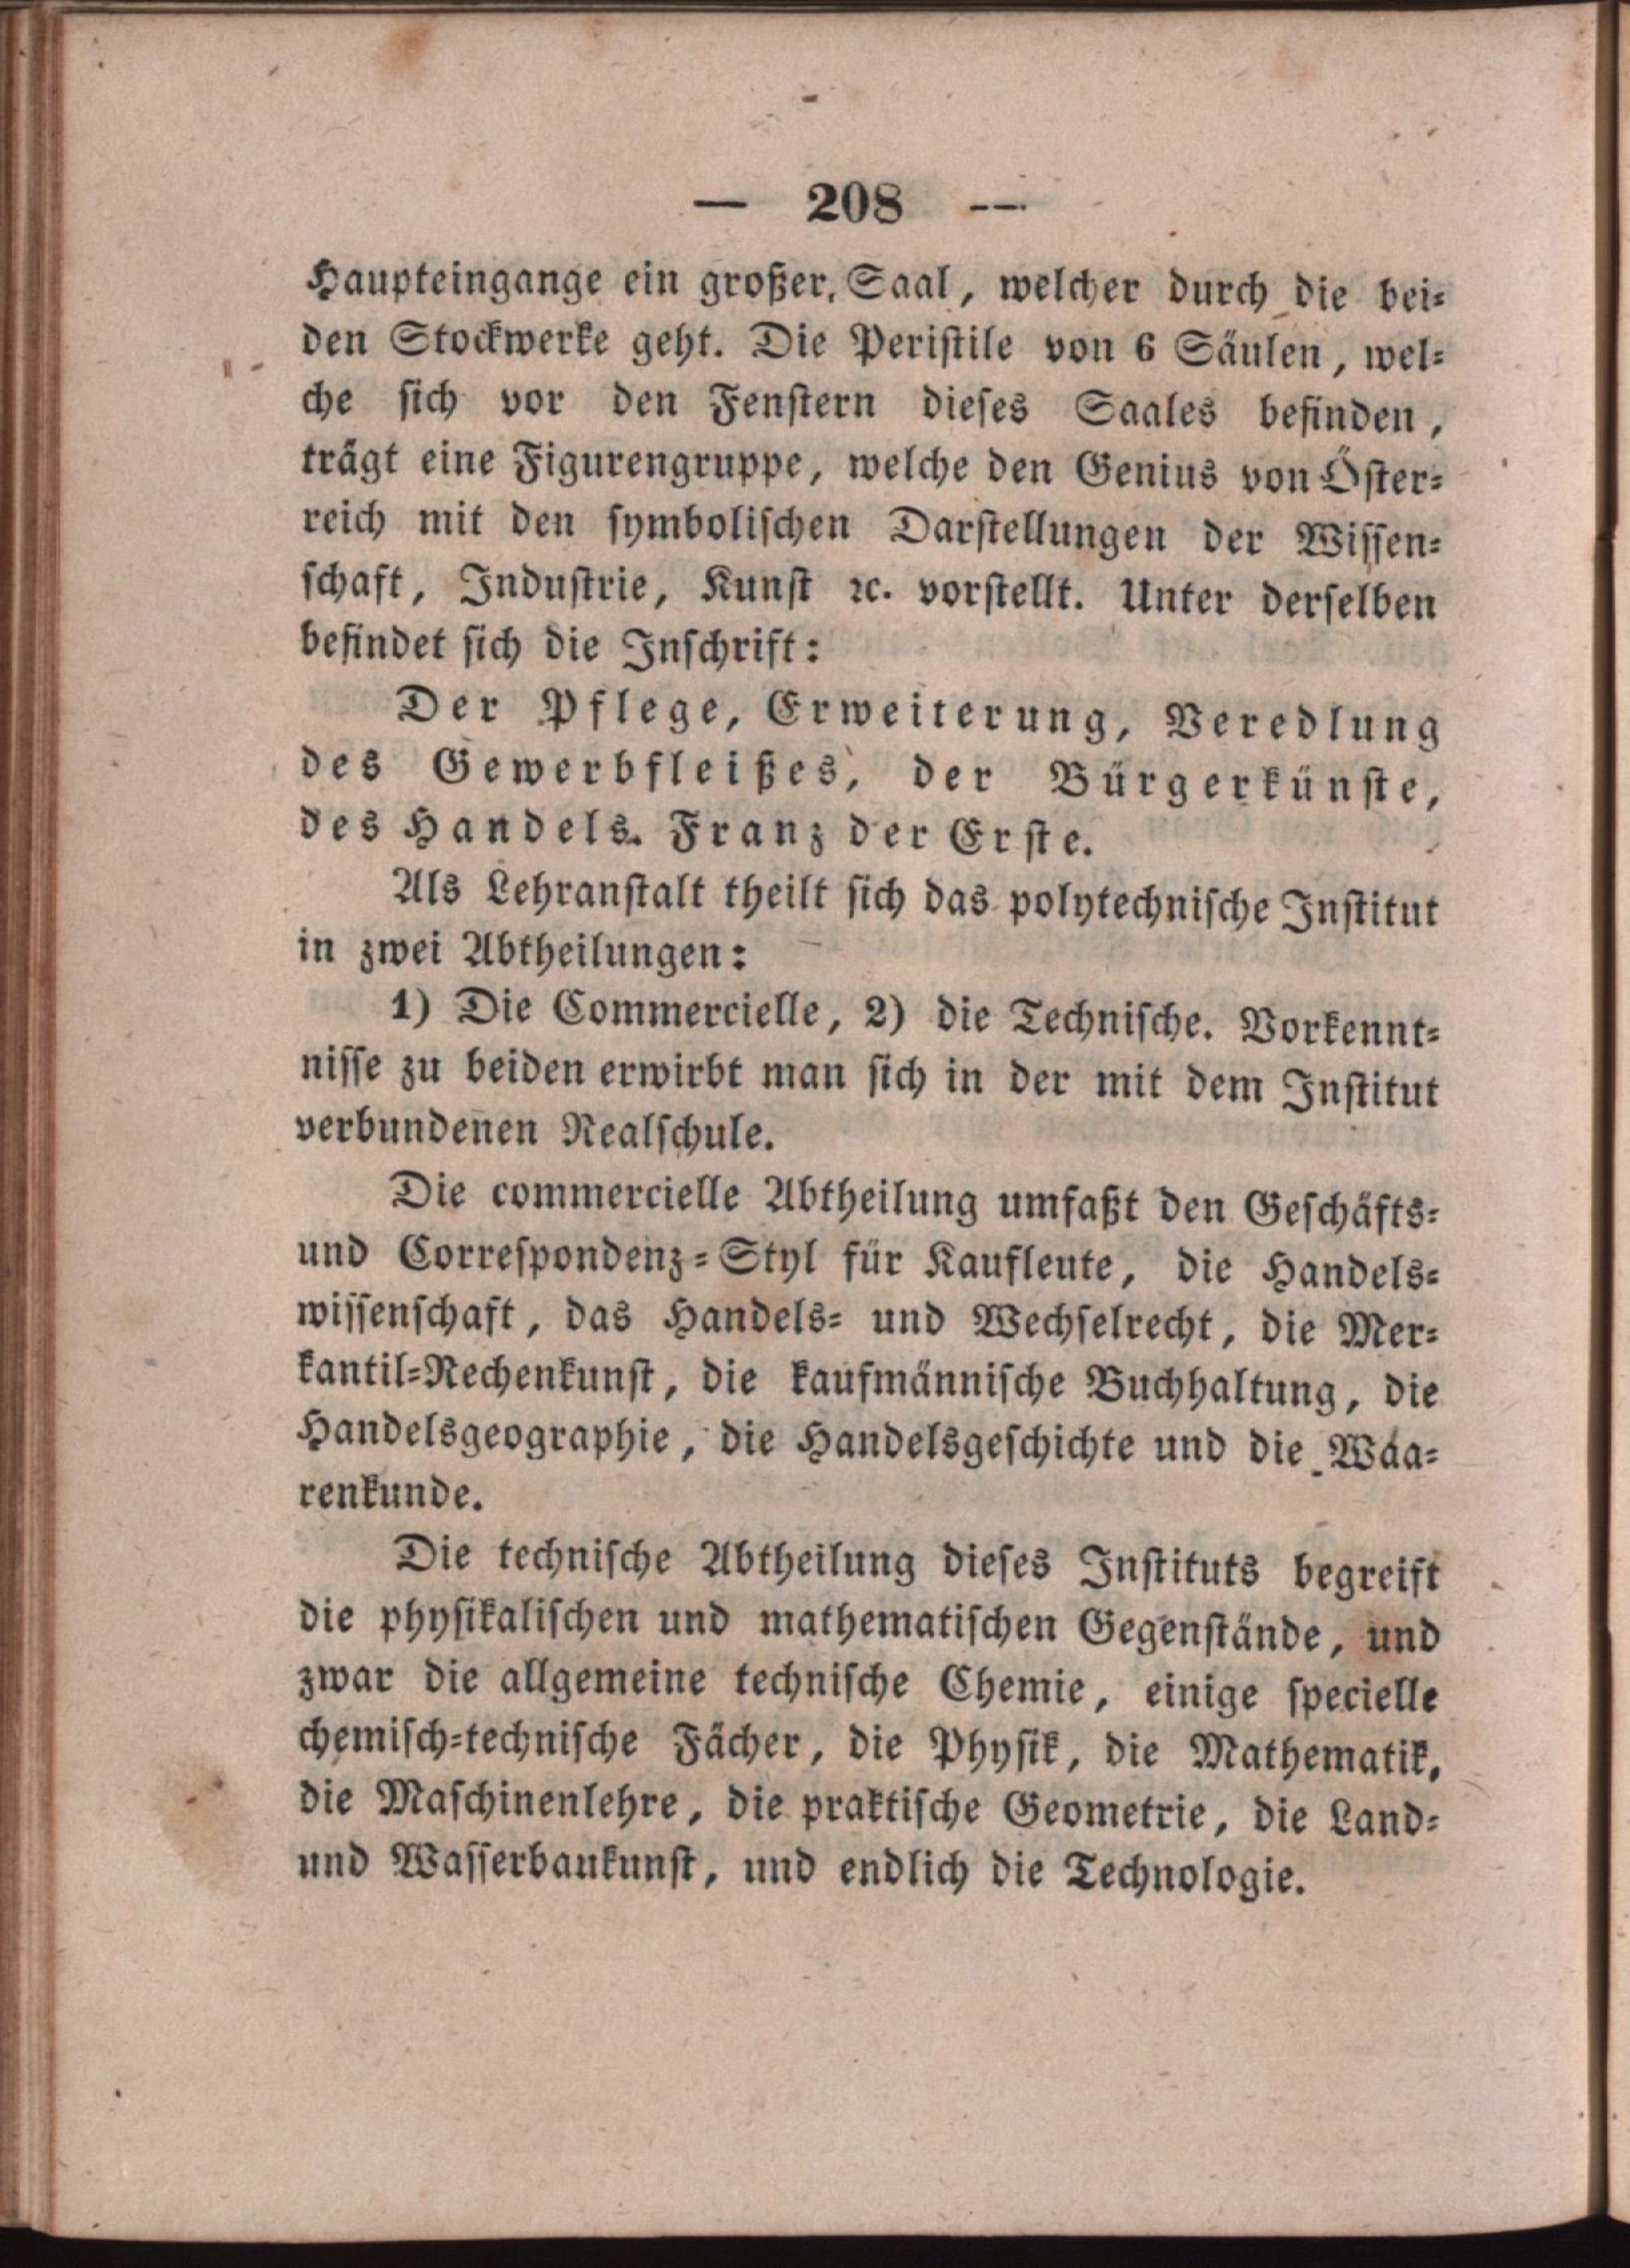 — 208 —
Haupteingange ein großer, Saal, welcher durch die bei-
den Stockwerke geht. Die Peristile von 6 Säulen, wel-
che sich vor den Fenstern dieses Saales befinden,
trägt eine Figurengruppe, welche den Genius von Öster-
reich mit den symbolischen Darstellungen der Wissen-
schaft, Industrie, Kunst ꝛc. vorstellt. Unter derselben
befindet sich die Inschrift:
Der Pflege, Erweiterung, Veredlung
des Gewerbfleißes, der Bürgerkünste,
des Handels. Franz der Erste.
Als Lehranstalt theilt sich das polytechnische Institut
in zwei Abtheilungen:
1) Die Commercielle, 2) die Technische. Vorkennt-
nisse zu beiden erwirbt man sich in der mit dem Institut
verbundenen Realschule.
Die commercielle Abtheilung umfaßt den Geschäfts-
und Correspondenz-Styl für Kaufleute, die Handels-
wissenschaft, das Handels- und Wechselrecht, die Mer-
kantil-Rechenkunst, die kaufmännische Buchhaltung, die
Handelsgeographie, die Handelsgeschichte und die Waa-
renkunde.
Die technische Abtheilung dieses Instituts begreift
die physikalischen und mathematischen Gegenstände, und
zwar die allgemeine technische Chemie, einige specielle
chemisch-technische Fächer, die Physik, die Mathematik,
die Maschinenlehre, die praktische Geometrie, die Land-
und Wasserbaukunst, und endlich die Technologie.